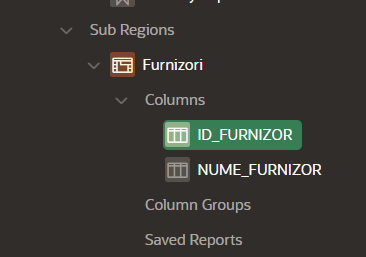 Sub Regions
Furnizori
Columns
ID_FURNIZOR
NUME_FURNIZOR
Column Groups
Saved Reports